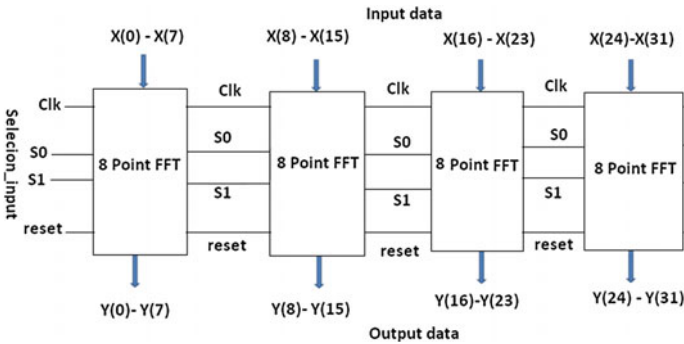 Input data
X(0) - X(7) X(8) - X(15) X(16) - X(23) X(24)-X(31)
Clk Clk Clk Clk
S0 S0 S0 S0
8 Point FFT 8 Point FFT 8 Point FFT 8 Point FFT
S1 S1 S1 S1
reset reset reset reset
Selecion_input
Y(0)- Y(7) Y(8)- Y(15) Y(16)-Y(23) Y(24) - Y(31)
Output data